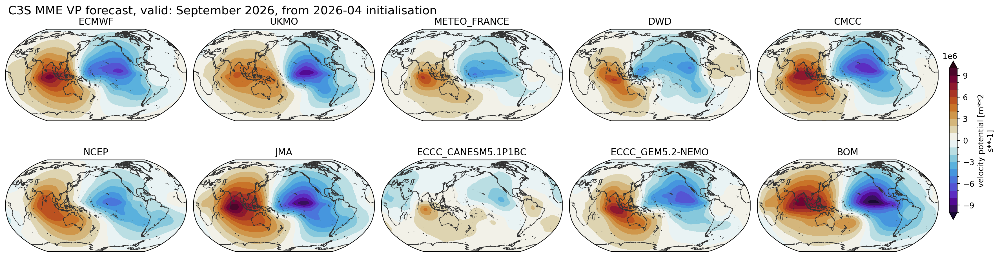 C3S MME VP forecast, valid: September 2026, from 2026-04 initialisation
ECMWF
UKMO
METEO_FRANCE
DWD
CMCC
NCEP
JMA
ECCC_CANESM5.1P1BC
ECCC_GEM5.2-NEMO
BOM
1e6
9
6
3
0
−3
−6
−9
velocity potential [m**2
s**-1]